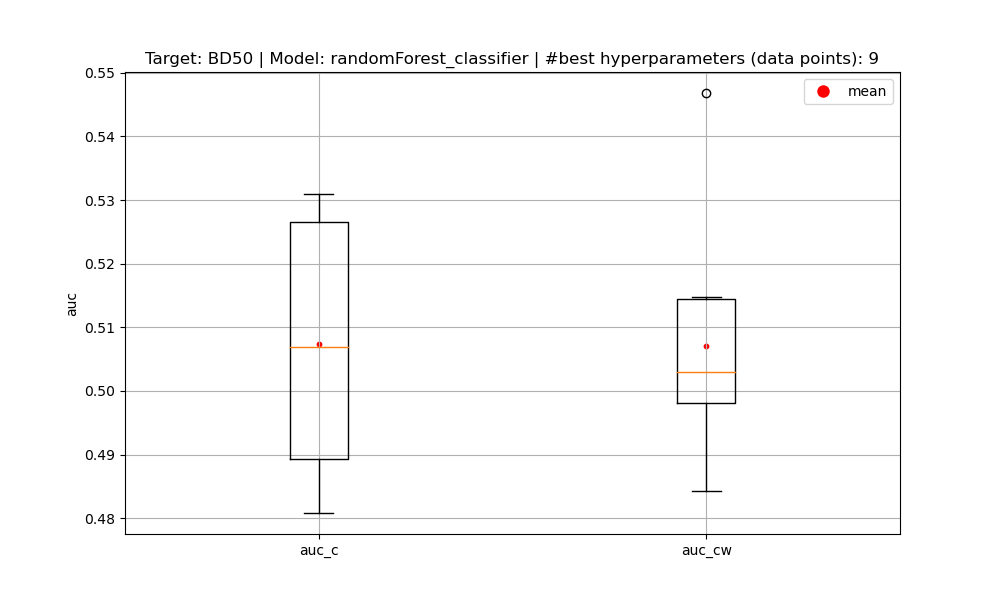 Target: BD50 | Model: randomForest_classifier | #best hyperparameters (data points): 9
mean
0.55
0.54
0.53
0.52
0.51
0.50
0.49
0.48
auc
auc_c
auc_cw